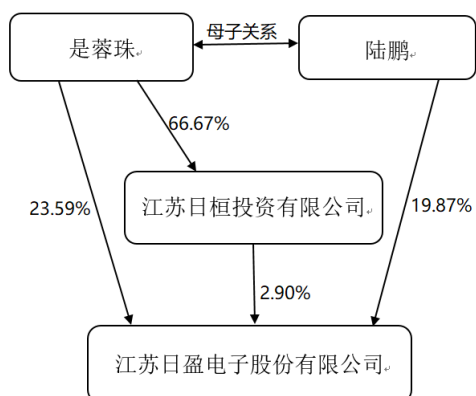 是蓉珠
母子关系
陆鹏
66.67%
23.59%
江苏日桓投资有限公司
19.87%
2.90%
江苏日盈电子股份有限公司